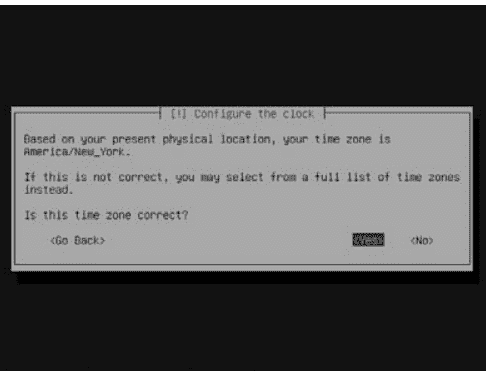 [!] Configure the clock
Based on your present physical location, your time zone is
America/New_York.
If this is not correct, you may select from a full list of time zones
instead.
Is this time zone correct?
<Go Back> <Yes> <No>